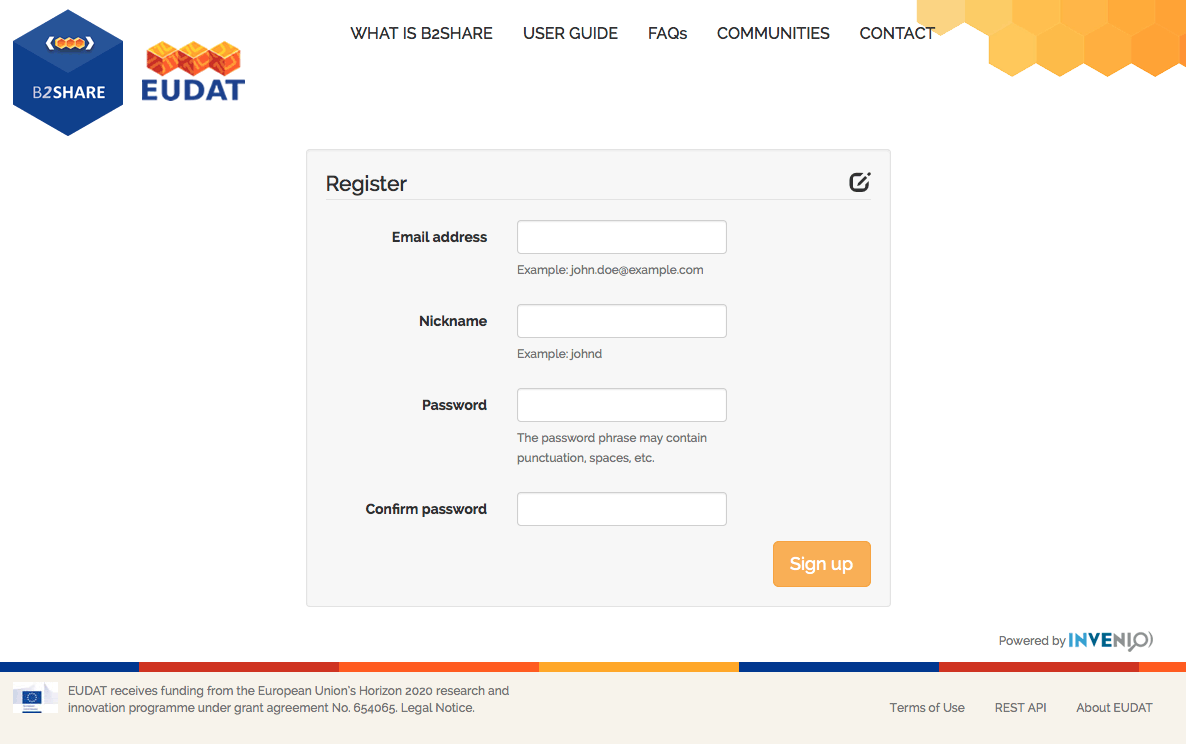 B2SHARE
EUDAT
WHAT IS B2SHARE
USER GUIDE
FAQs
COMMUNITIES
CONTACT
Register
Email address
Example: john.doe@example.com
Nickname
Example: johnd
Password
The password phrase may contain
punctuation, spaces, etc.
Confirm password
Sign up
Powered by INVENIO
EUDAT receives funding from the European Union's Horizon 2020 research and
innovation programme under grant agreement No. 654065. Legal Notice.
Terms of Use
REST API
About EUDAT